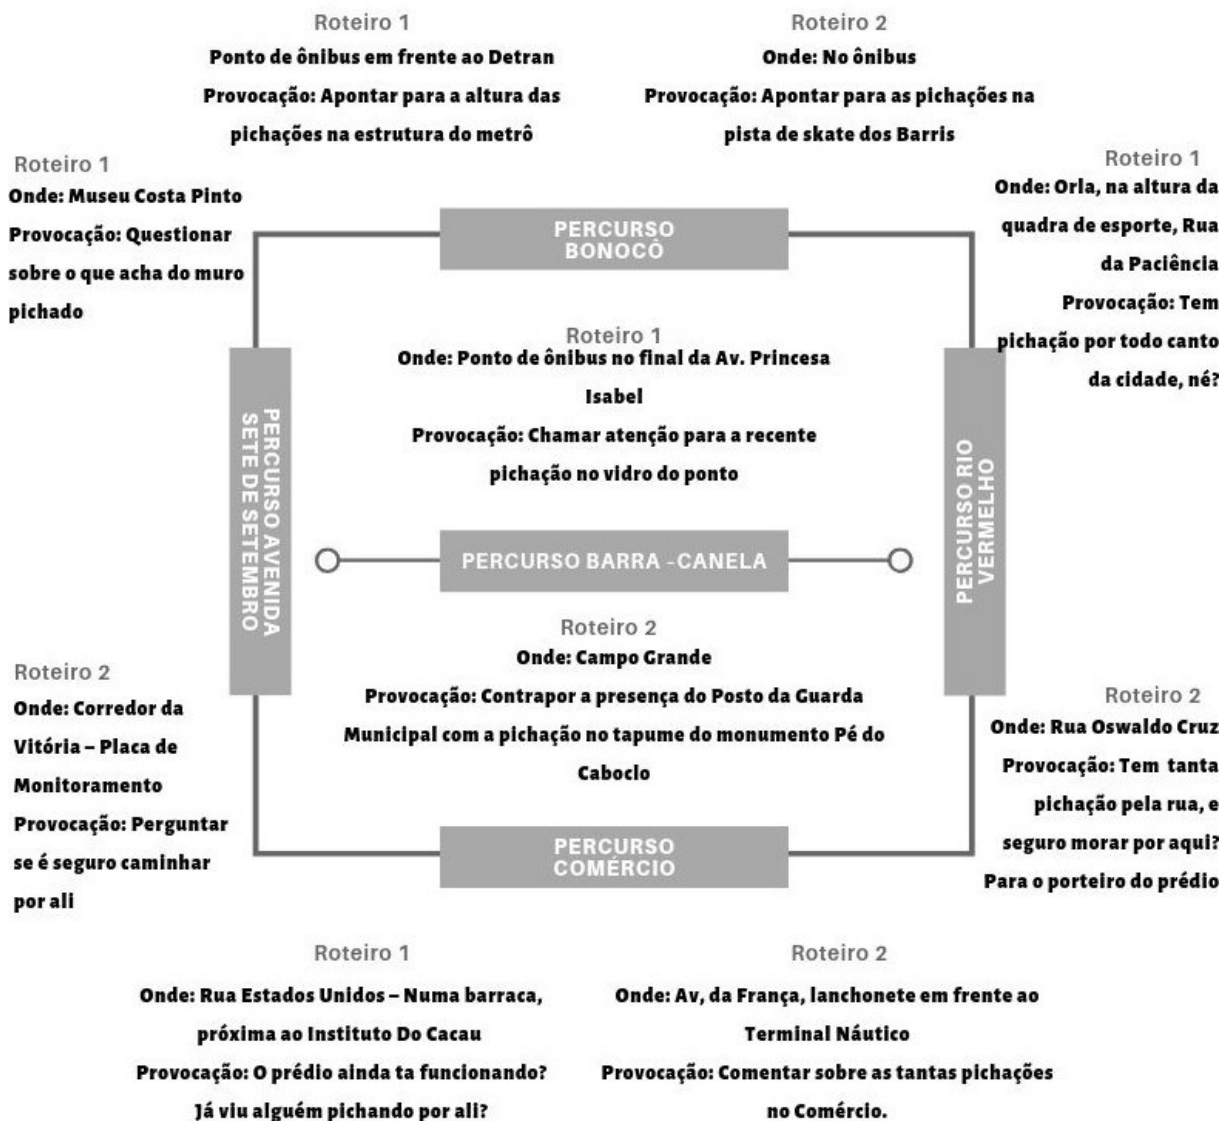 Roteiro 1
Ponto de ônibus em frente ao Detran
Provocação: Apontar para a altura das
pichações na estrutura do metrô
Roteiro 2
Onde: No ônibus
Provocação: Apontar para as pichações na
pista de skate dos Barris
Roteiro 1
Onde: Museu Costa Pinto
Provocação: Questionar
sobre o que acha do muro
pichado
PERCURSO
BONOCÔ
Roteiro 1
Onde: Orla, na altura da
quadra de esporte, Rua
da Paciência
Provocação: Tem
pichação por todo canto
da cidade, né?
Roteiro 1
Onde: Ponto de ônibus no final da Av. Princesa
Isabel
Provocação: Chamar atenção para a recente
pichação no vidro do ponto
PERCURSO AVENIDA
SETE DE SETEMBRO
PERCURSO BARRA -CANELA
PERCURSO RIO
VERMELHO
Roteiro 2
Onde: Campo Grande
Provocação: Contrapor a presença do Posto da Guarda
Municipal com a pichação no tapume do monumento Pé do
Caboclo
Roteiro 2
Onde: Corredor da
Vitória – Placa de
Monitoramento
Provocação: Perguntar
se é seguro caminhar
por ali
Roteiro 2
Onde: Rua Oswaldo Cruz
Provocação: Tem tanta
pichação pela rua, e
seguro morar por aqui?
Para o porteiro do prédio
PERCURSO
COMÉRCIO
Roteiro 1
Onde: Rua Estados Unidos – Numa barraca,
próxima ao Instituto Do Cacau
Provocação: O prédio ainda ta funcionando?
Já viu alguém pichando por ali?
Roteiro 2
Onde: Av, da França, lanchonete em frente ao
Terminal Náutico
Provocação: Comentar sobre as tantas pichações
no Comércio.